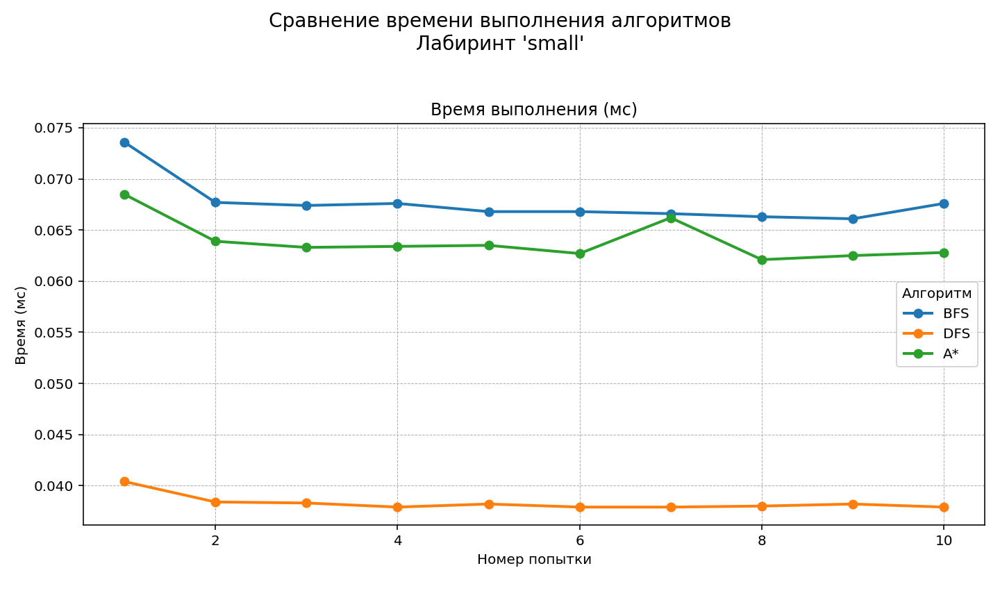 Сравнение времени выполнения алгоритмов
Лабиринт 'small'
Время выполнения (мс)
0.075
0.070
0.065
0.060
0.055
0.050
0.045
0.040
Время (мс)
Алгоритм
BFS
DFS
A*
2
4
6
8
10
Номер попытки